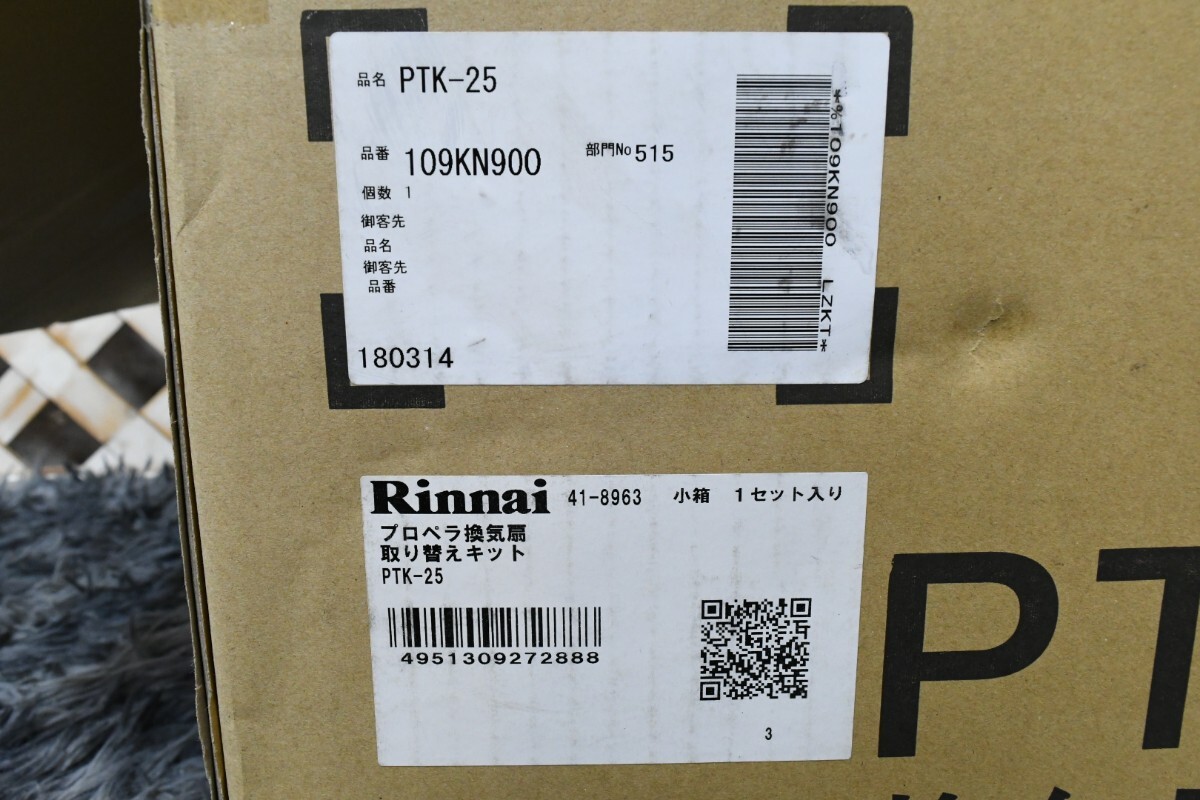 品名 PTK-25
品番 109KN900 部門No 515
個数 1
御客先
品名
御客先
品番
180314
*%109KN900 LZKT*
Rinnai 41-8963 小箱 1セット入り
プロペラ換気扇
取り替えキット
PTK-25
4951309272888
3
PT